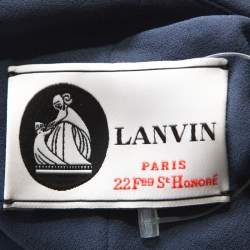 LANVIN
PARIS
22 FBG ST HONORÉ